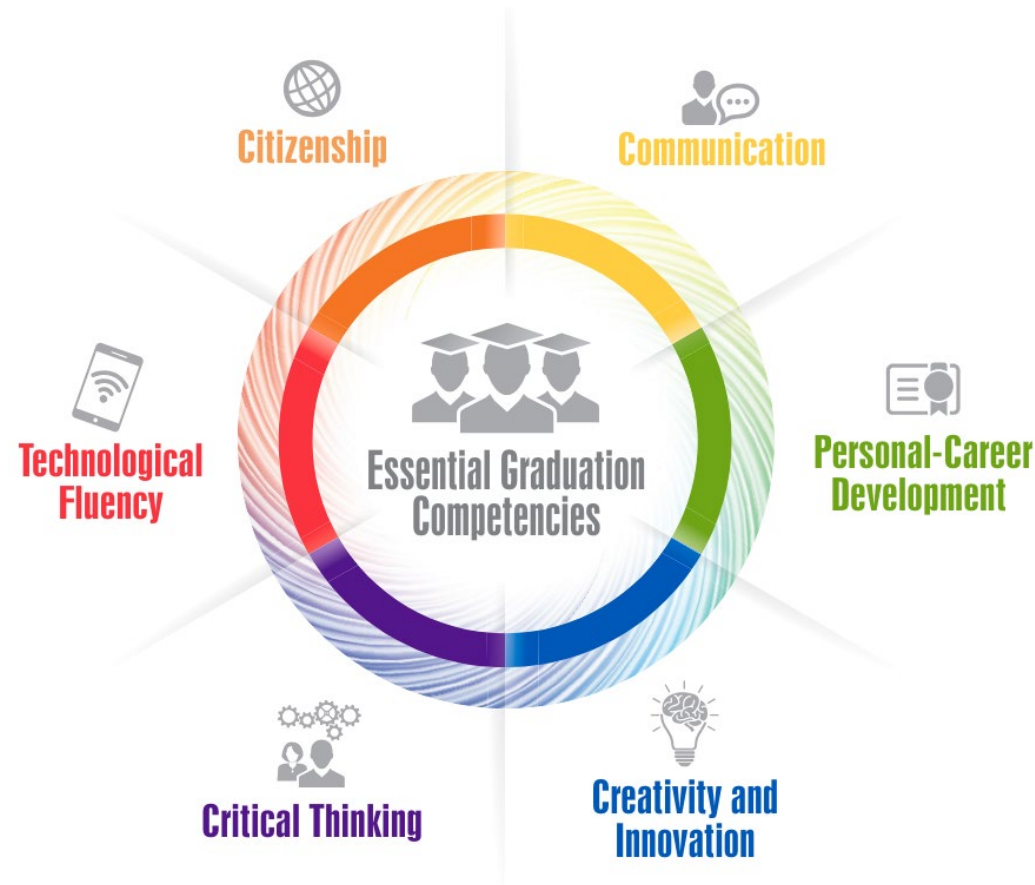 Citizenship
Communication
Technological
Fluency
Essential Graduation
Competencies
Personal-Career
Development
Critical Thinking
Creativity and
Innovation